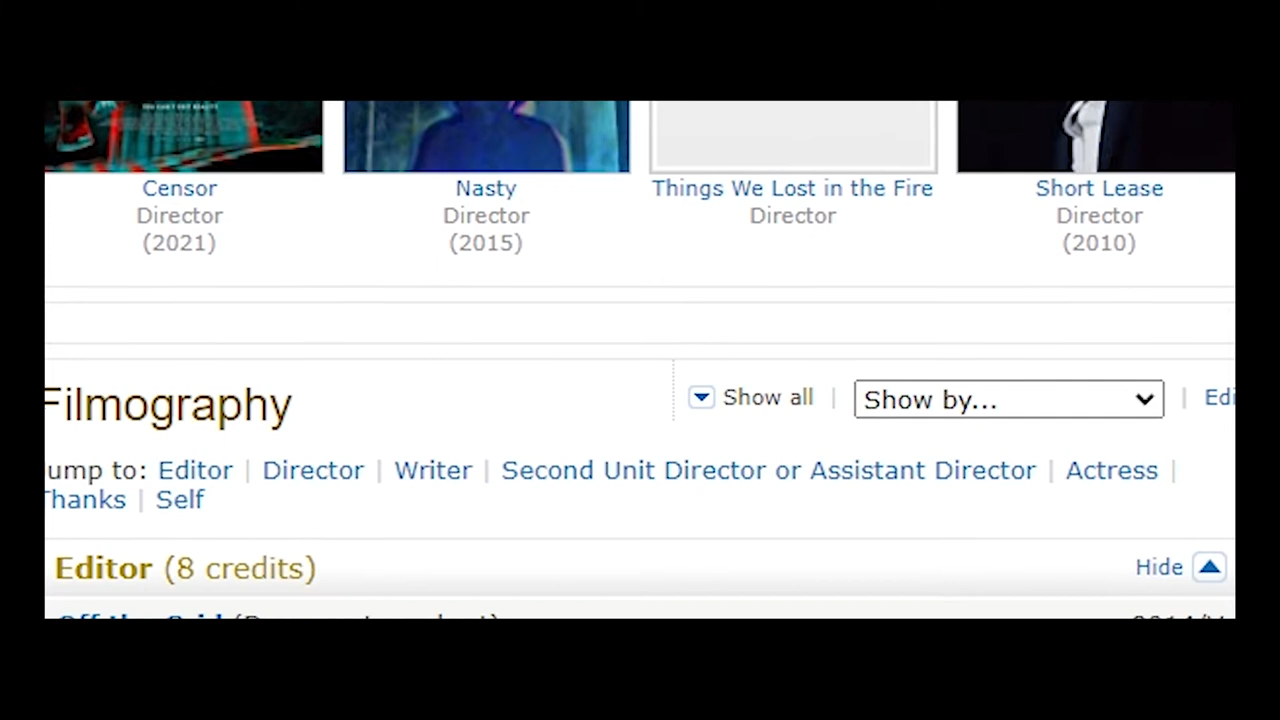 Censor
Director
(2021)
Nasty
Director
(2015)
Things We Lost in the Fire
Director
Short Lease
Director
(2010)
Filmography
Show all | Show by... | Edi
ump to: Editor | Director | Writer | Second Unit Director or Assistant Director | Actress |
Thanks | Self
Editor (8 credits)
Hide